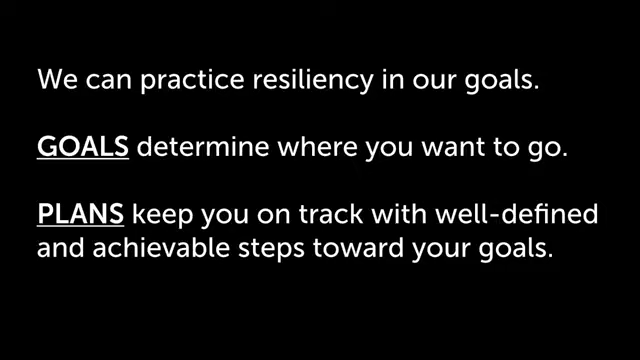 We can practice resiliency in our goals.
GOALS determine where you want to go.
PLANS keep you on track with well-defined
and achievable steps toward your goals.